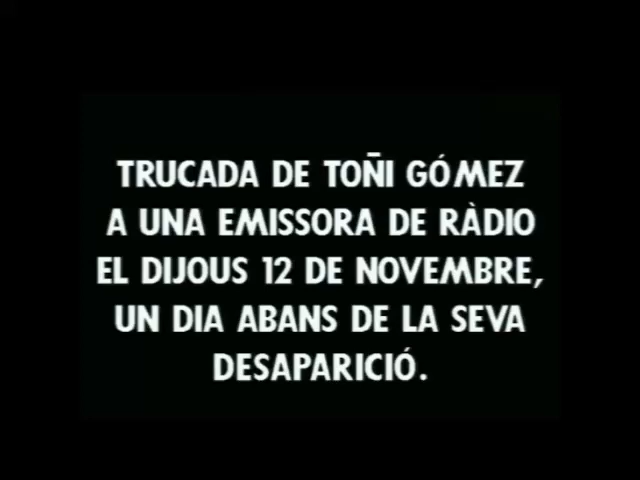 TRUCADA DE TOÑI GÓMEZ
A UNA EMISSORA DE RÀDIO
EL DIJOUS 12 DE NOVEMBRE,
UN DIA ABANS DE LA SEVA
DESAPARICIÓ.